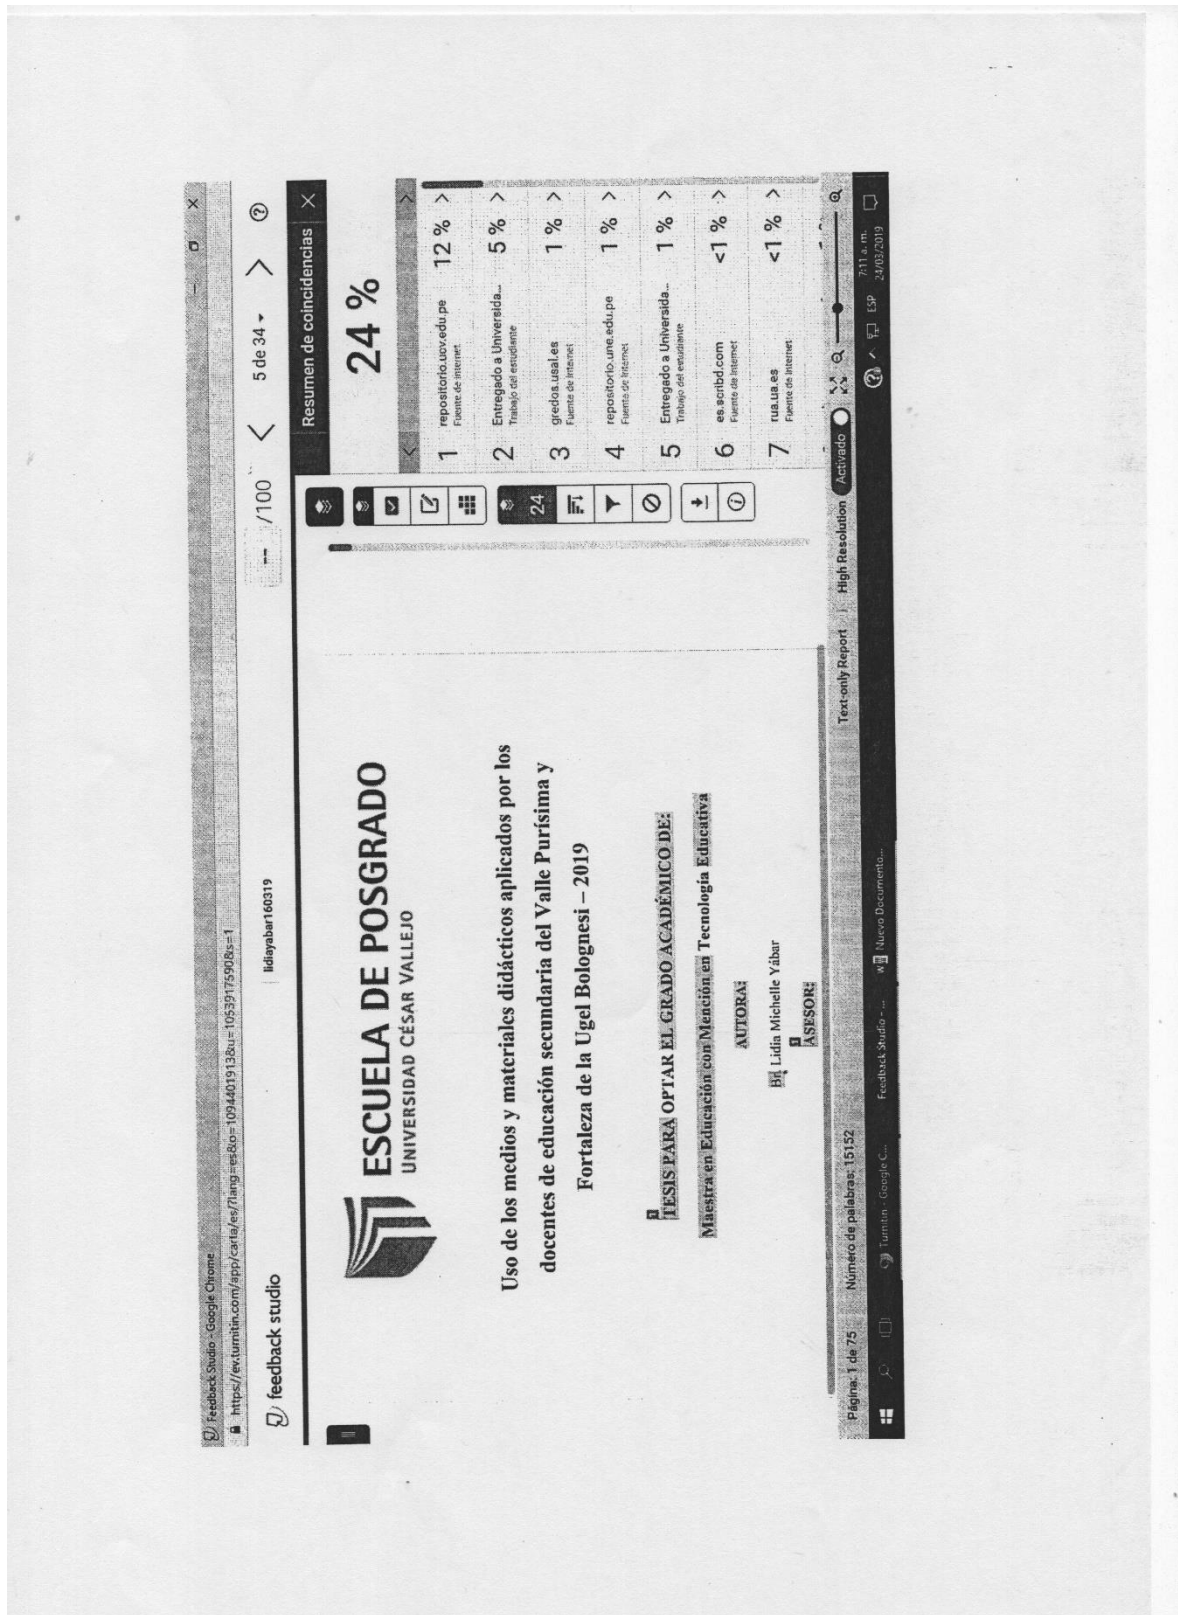 Feedback Studio - Google Chrome
https://ev.turnitin.com/app/carta/es/?lang=es&o=1094401913&u=1053917590&s=1
feedback studio
lidiayabar160319
-- /100
5 de 34
ESCUELA DE POSGRADO
UNIVERSIDAD CÉSAR VALLEJO
Uso de los medios y materiales didácticos aplicados por los
docentes de educación secundaria del Valle Purísima y
Fortaleza de la Ugel Bolognesi – 2019
1
TESIS PARA OPTAR EL GRADO ACADÉMICO DE:
Maestra en Educación con Mención en Tecnología Educativa
AUTORA:
Br. Lidia Michelle Yábar
ASESOR:
24
Resumen de coincidencias
24 %
1 repositorio.ucv.edu.pe 12 %
Fuente de Internet
2 Entregado a Universida... 5 %
Trabajo del estudiante
3 gredos.usal.es 1 %
Fuente de Internet
4 repositorio.une.edu.pe 1 %
Fuente de Internet
5 Entregado a Universida... 1 %
Trabajo del estudiante
6 es.scribd.com <1 %
Fuente de Internet
7 rua.ua.es <1 %
Fuente de Internet
Página: 1 de 75
Número de palabras: 15152
Text-only Report
High Resolution
Activado
Turnitin - Google C...
Feedback Studio - ...
Nuevo Documento...
ESP
7:11 a. m.
24/03/2019